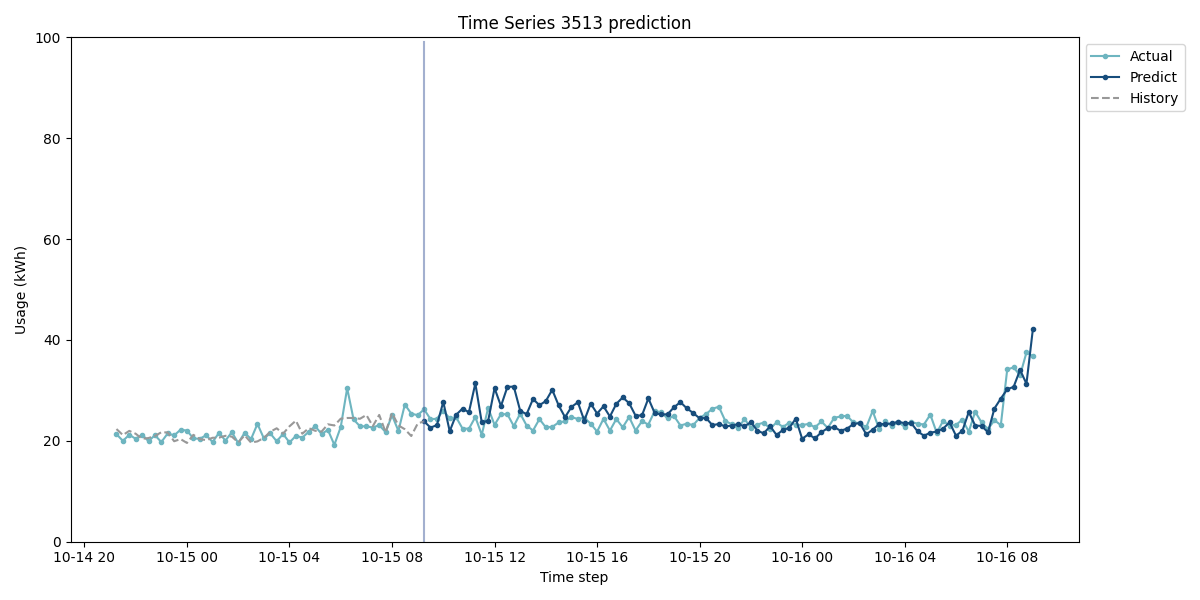 Time Series 3513 prediction
Actual
Predict
History
Usage (kWh)
100
80
60
40
20
0
10-14 20
10-15 00
10-15 04
10-15 08
10-15 12
10-15 16
10-15 20
10-16 00
10-16 04
10-16 08
Time step